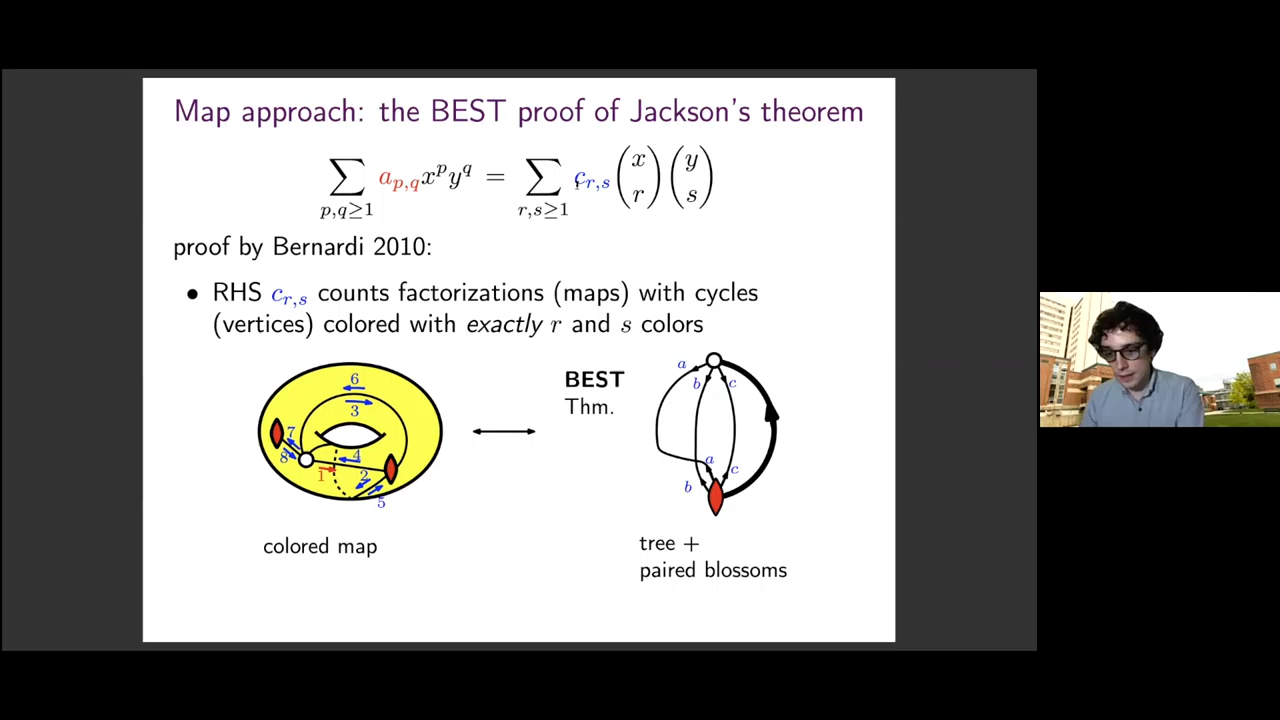 Map approach: the BEST proof of Jackson's theorem
∑_{p,q≥1} a_{p,q} x^p y^q = ∑_{r,s≥1} c_{r,s} (x r) (y s)
proof by Bernardi 2010:
• RHS c_{r,s} counts factorizations (maps) with cycles
(vertices) colored with exactly r and s colors
6
3
7
8
4
1
2
5
BEST
Thm.
a
b
c
a
c
b
colored map
tree +
paired blossoms